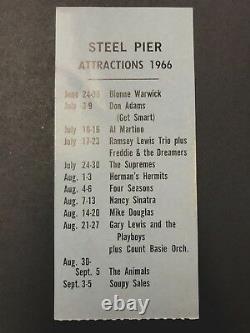 STEEL PIER
ATTRACTIONS 1966
June 24-30 Dionne Warwick
July 3-9 Don Adams
(Get Smart)
July 10-16 Al Martino
July 17-23 Ramsey Lewis Trio plus
Freddie & the Dreamers
July 24-30 The Supremes
Aug. 1-3 Herman's Hermits
Aug. 4-6 Four Seasons
Aug. 7-13 Nancy Sinatra
Aug. 14-20 Mike Douglas
Aug. 21-27 Gary Lewis and the
Playboys
plus Count Basie Orch.
Aug. 30-
Sept. 5 The Animals
Sept. 3-5 Soupy Sales